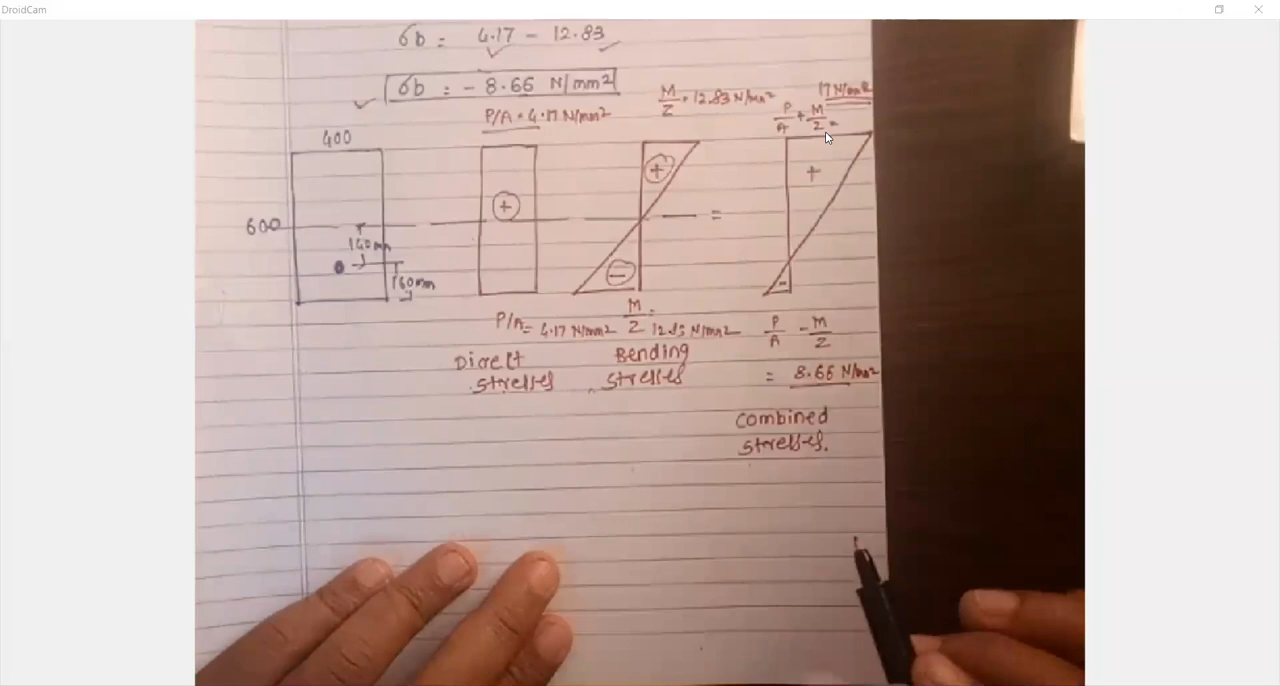 DroidCam
σb = 4.17 - 12.83
σb = - 8.66 N/mm2
P/A = 4.17 N/mm2
M/Z = 12.83 N/mm2
17 N/mm2
P/A + M/Z =
400
+
+
+
600
=
140mm
160mm
-
-
P/A = 4.17 N/mm2
M/Z = 12.83 N/mm2
P/A - M/Z
= 8.66 N/mm2
Direct
stresses
Bending
stresses
Combined
stresses.